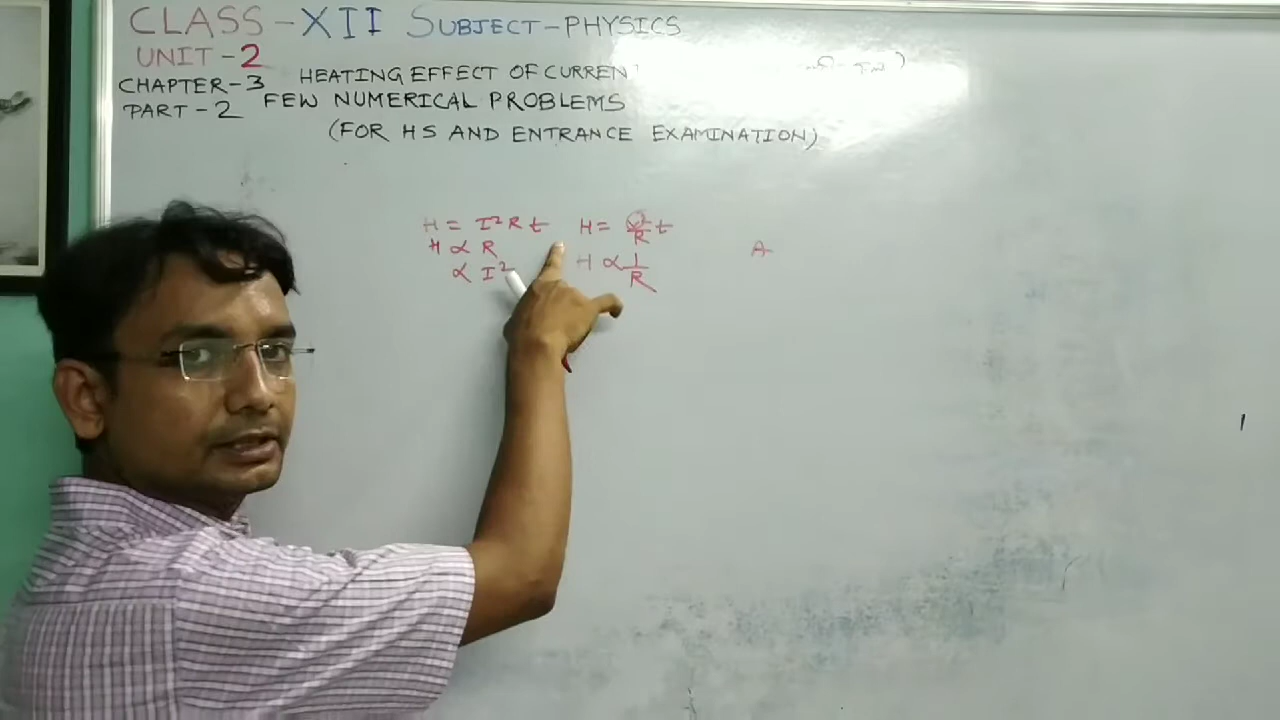 CLASS-XII SUBJECT-PHYSICS
UNIT-2
CHAPTER-3 HEATING EFFECT OF CURREN
PART-2 FEW NUMERICAL PROBLEMS
(FOR HS AND ENTRANCE EXAMINATION)
H = I²Rt H = V²/R t
H ∝ R H ∝ 1/R
∝ I²
A